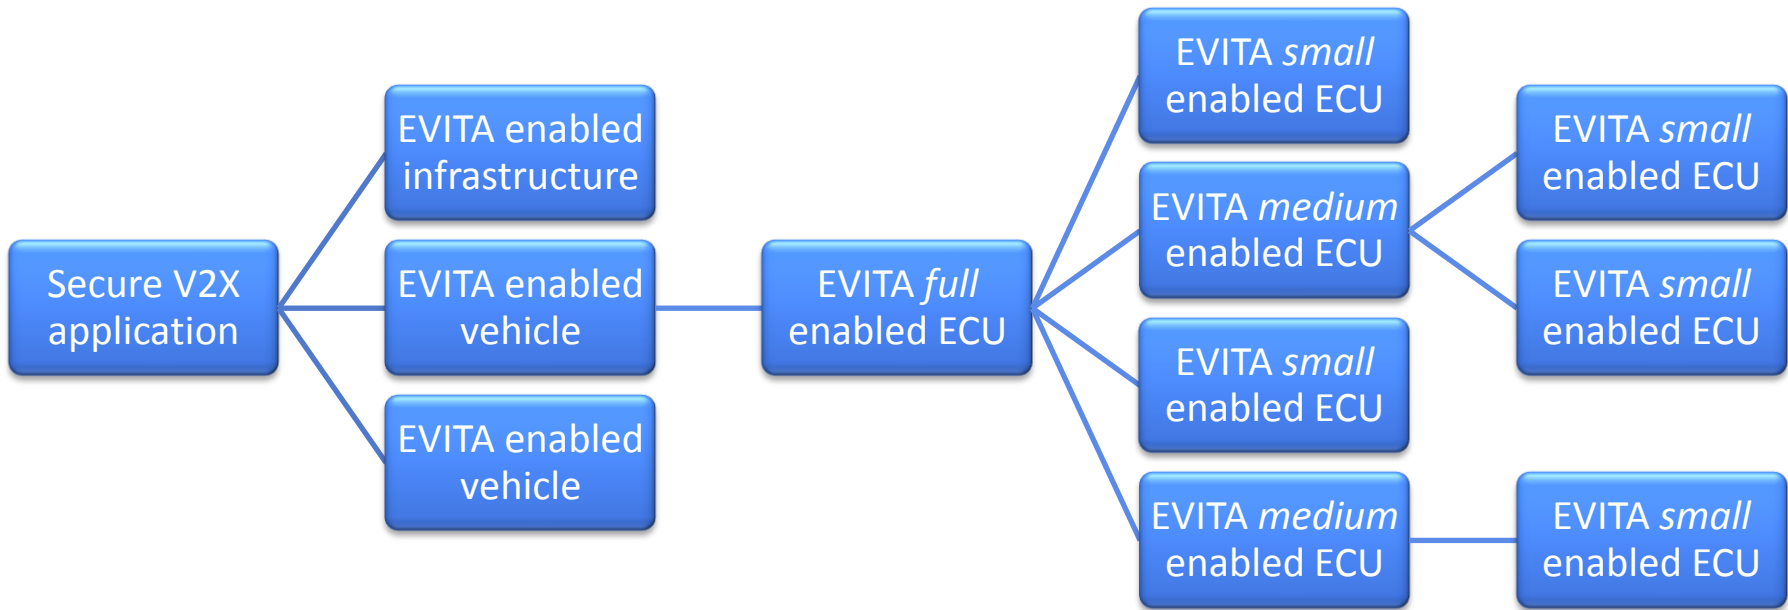 Secure V2X
application
EVITA enabled
infrastructure
EVITA enabled
vehicle
EVITA enabled
vehicle
EVITA full
enabled ECU
EVITA small
enabled ECU
EVITA medium
enabled ECU
EVITA small
enabled ECU
EVITA medium
enabled ECU
EVITA small
enabled ECU
EVITA small
enabled ECU
EVITA small
enabled ECU